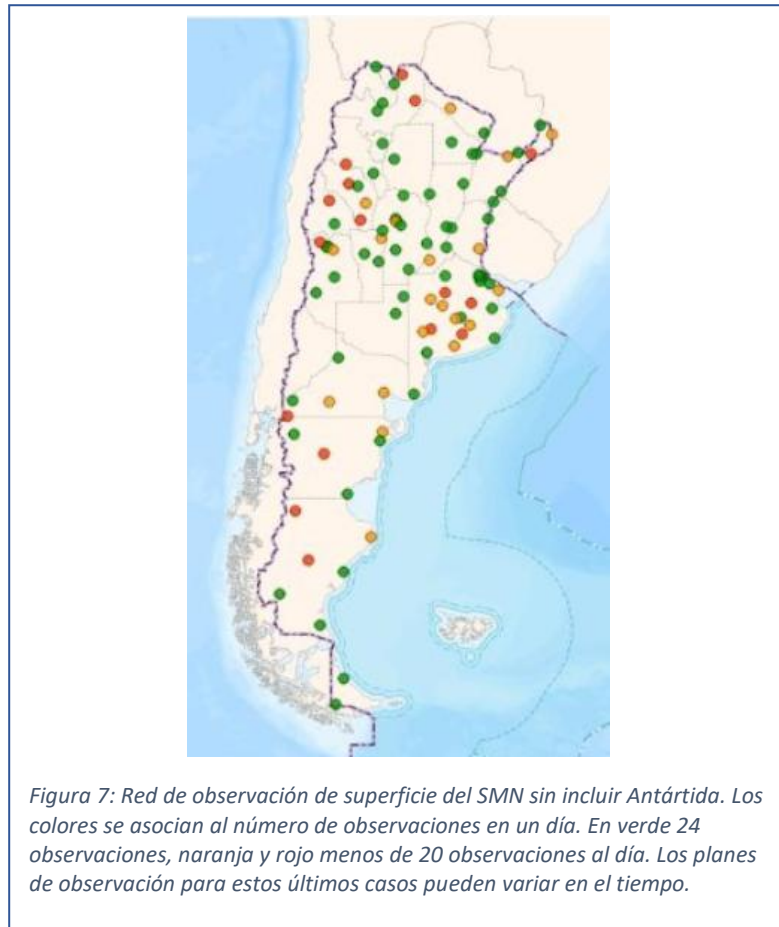 Figura 7: Red de observación de superficie del SMN sin incluir Antártida. Los
colores se asocian al número de observaciones en un día. En verde 24
observaciones, naranja y rojo menos de 20 observaciones al día. Los planes
de observación para estos últimos casos pueden variar en el tiempo.